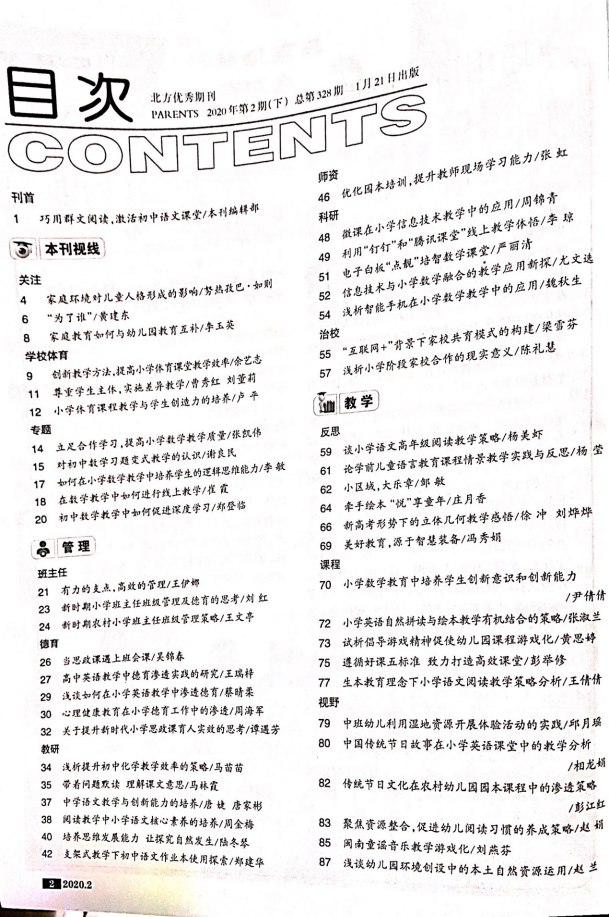 目次
北方优秀期刊
PARENTS 2020年第2期(下) 总第328期 1月21日出版
CONTENTS
刊首
1 巧用群文阅读,激活初中语文课堂/本刊编辑部
本刊视线
关注
4 家庭环境对儿童人格形成的影响/努热孜巴·如则
6 “为了谁”/黄建东
8 家庭教育如何与幼儿园教育互补/李玉英
学校体育
9 创新教学方法,提高小学体育课堂教学效率/余艺志
11 尊重学生主体,实施差异教学/曹秀红 刘董莉
12 小学体育课程教学与学生创造力的培养/卢 平
专题
14 立足合作学习,提高小学数学教学质量/张凯伟
15 对初中数学习题变式教学的认识/谢良民
17 如何在小学数学教学中培养学生的逻辑思维能力/李 敏
18 在数学教学中如何进行线上教学/崔 霞
20 初中数学教学中如何促进深度学习/郑登临
管理
班主任
21 有力的支点,高效的管理/王伊娜
23 新时期小学班主任班级管理及德育的思考/刘 红
24 新时期农村小学班主任班级管理策略/王文亭
德育
26 当思政课遇上班会课/吴锦春
27 高中英语教学中德育渗透实践的研究/王瑞梓
29 浅谈如何在小学英语教学中渗透德育/蔡晴采
30 心理健康教育在小学德育工作中的渗透/周海军
32 关于提升新时代小学思政课育人实效的思考/谭遇芳
教研
34 浅析提升初中化学教学效率的策略/马苗苗
35 带着问题默读 理解课文意思/马林霞
37 中学语文教学与创新能力的培养/唐 婕 唐家彬
38 阅读教学中小学语文核心素养的培养/周金梅
40 培养思维发展能力 让探究自然发生/陆冬琴
42 支架式教学下初中语文作业本使用探索/郑建华
师资
46 优化园本培训,提升教师现场学习能力/张 虹
科研
48 微课在小学信息技术教学中的应用/周锦青
49 利用“钉钉”和“腾讯课堂”线上教学体悟/李 琼
51 电子白板“点靓”培智数学课堂/严丽清
52 信息技术与小学数学融合的教学应用新探/尤文选
54 浅析智能手机在小学数学教学中的应用/魏秋生
治校
55 “互联网+”背景下家校共育模式的构建/梁雪芬
57 浅析小学阶段家校合作的现实意义/陈礼慧
教学
反思
59 谈小学语文高年级阅读教学策略/杨美虾
61 论学前儿童语言教育课程情景教学实践与反思/杨 莹
62 小区域,大乐章/邹 敏
64 牵手绘本 “悦”享童年/庄月香
66 新高考形势下的立体几何教学感悟/徐 冲 刘烨烨
69 美好教育,源于智慧装备/冯秀娟
课程
70 小学数学教育中培养学生创新意识和创新能力
/尹倩倩
72 小学英语自然拼读与绘本教学有机结合的策略/张淑兰
73 试析倡导游戏精神促使幼儿园课程游戏化/黄思婷
75 遵循好课五标准 致力打造高效课堂/彭举修
77 生本教育理念下小学语文阅读教学策略分析/王倩倩
视野
79 中班幼儿利用湿地资源开展体验活动的实践/邱月瑶
80 中国传统节日故事在小学英语课堂中的教学分析
/相龙娟
82 传统节日文化在农村幼儿园园本课程中的渗透策略
/彭江红
83 聚焦资源整合,促进幼儿阅读习惯的养成策略/赵 娟
85 闽南童谣音乐教学游戏化/刘燕芬
87 浅谈幼儿园环境创设中的本土自然资源运用/赵 兰
2 2020.2